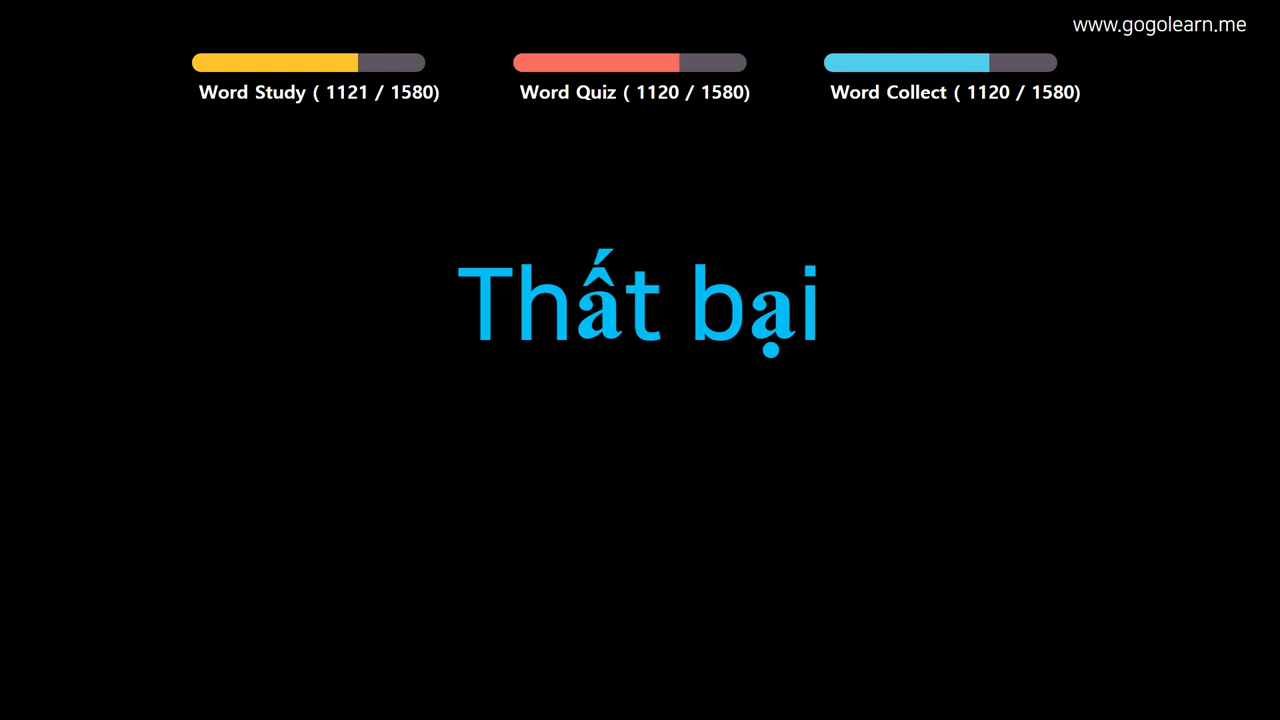 www.gogolearn.me
Word Study ( 1121 / 1580)
Word Quiz ( 1120 / 1580)
Word Collect ( 1120 / 1580)
Thất bại